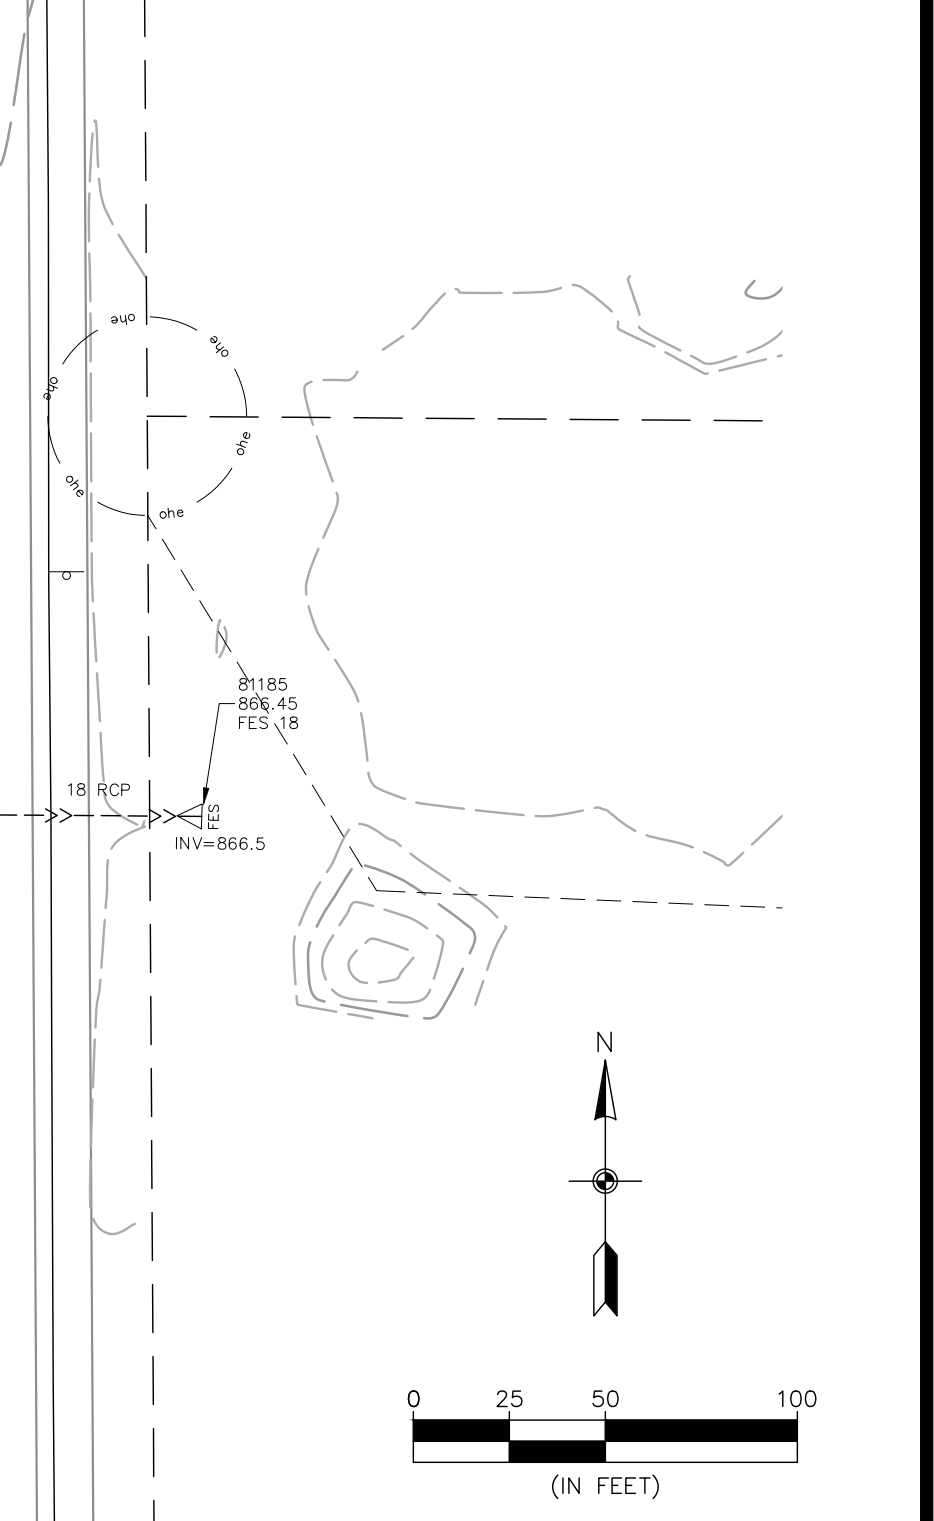 ohe
ohe
ohe
ohe
ohe
ohe
81185
866.45
FES 18
18 RCP
FES
INV=866.5
N
0 25 50 100
(IN FEET)